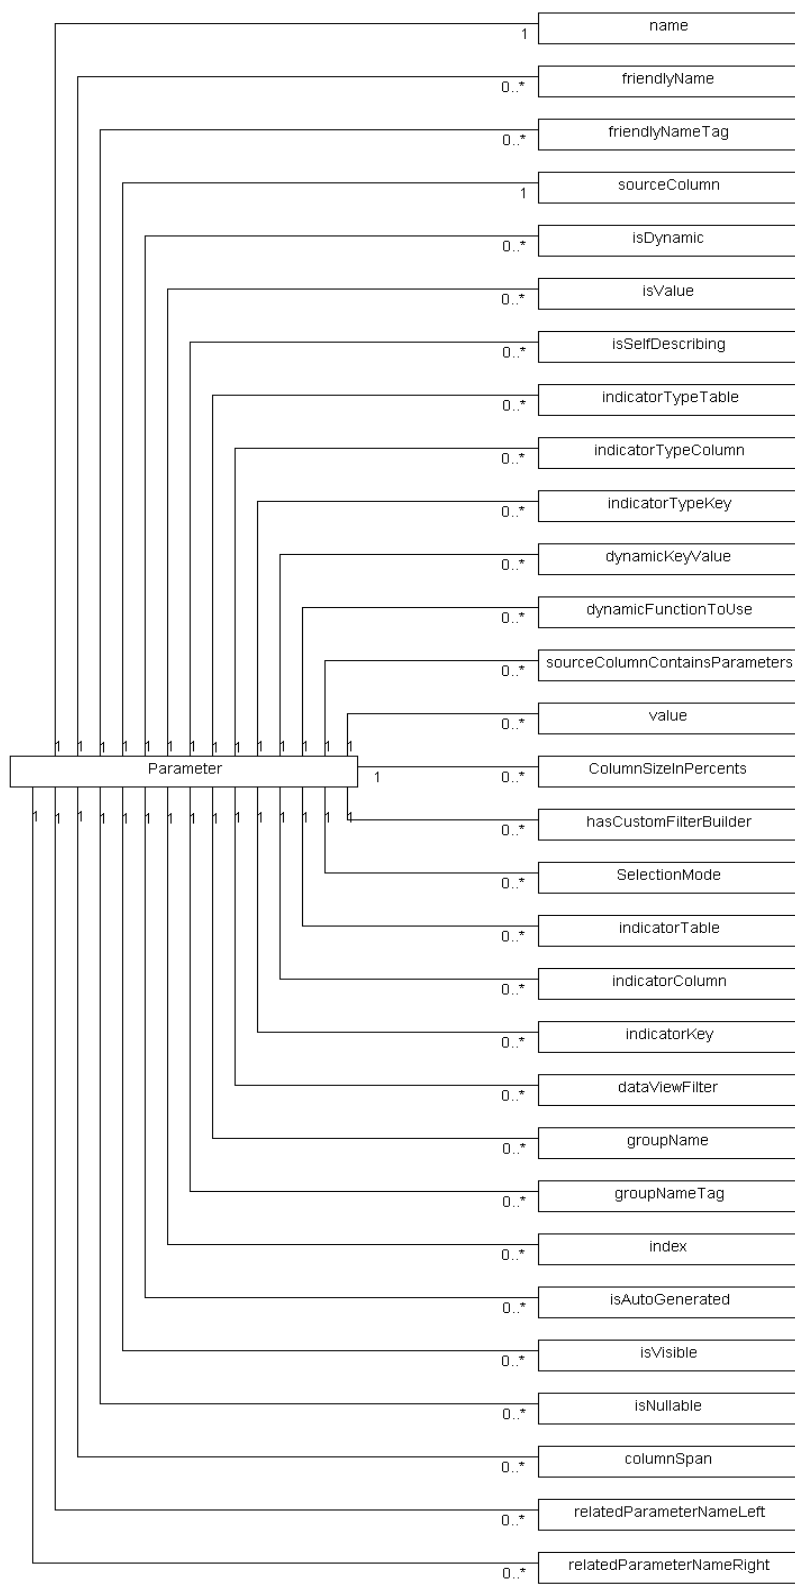 name
1
friendlyName
0..*
friendlyNameTag
0..*
sourceColumn
1
isDynamic
0..*
isValue
0..*
isSelfDescribing
0..*
indicatorTypeTable
0..*
indicatorTypeColumn
0..*
indicatorTypeKey
0..*
dynamicKeyValue
0..*
dynamicFunctionToUse
0..*
sourceColumnContainsParameters
0..*
value
0..*
1 1 1 1 1 1 1 1 1 1 1 1 1 1
Parameter
ColumnSizeInPercents
1
0..*
1 1 1 1 1 1 1 1 1 1 1 1 1 1 1
hasCustomFilterBuilder
0..*
SelectionMode
0..*
indicatorTable
0..*
indicatorColumn
0..*
indicatorKey
0..*
dataViewFilter
0..*
groupName
0..*
groupNameTag
0..*
index
0..*
isAutoGenerated
0..*
isVisible
0..*
isNullable
0..*
columnSpan
0..*
relatedParameterNameLeft
0..*
relatedParameterNameRight
0..*